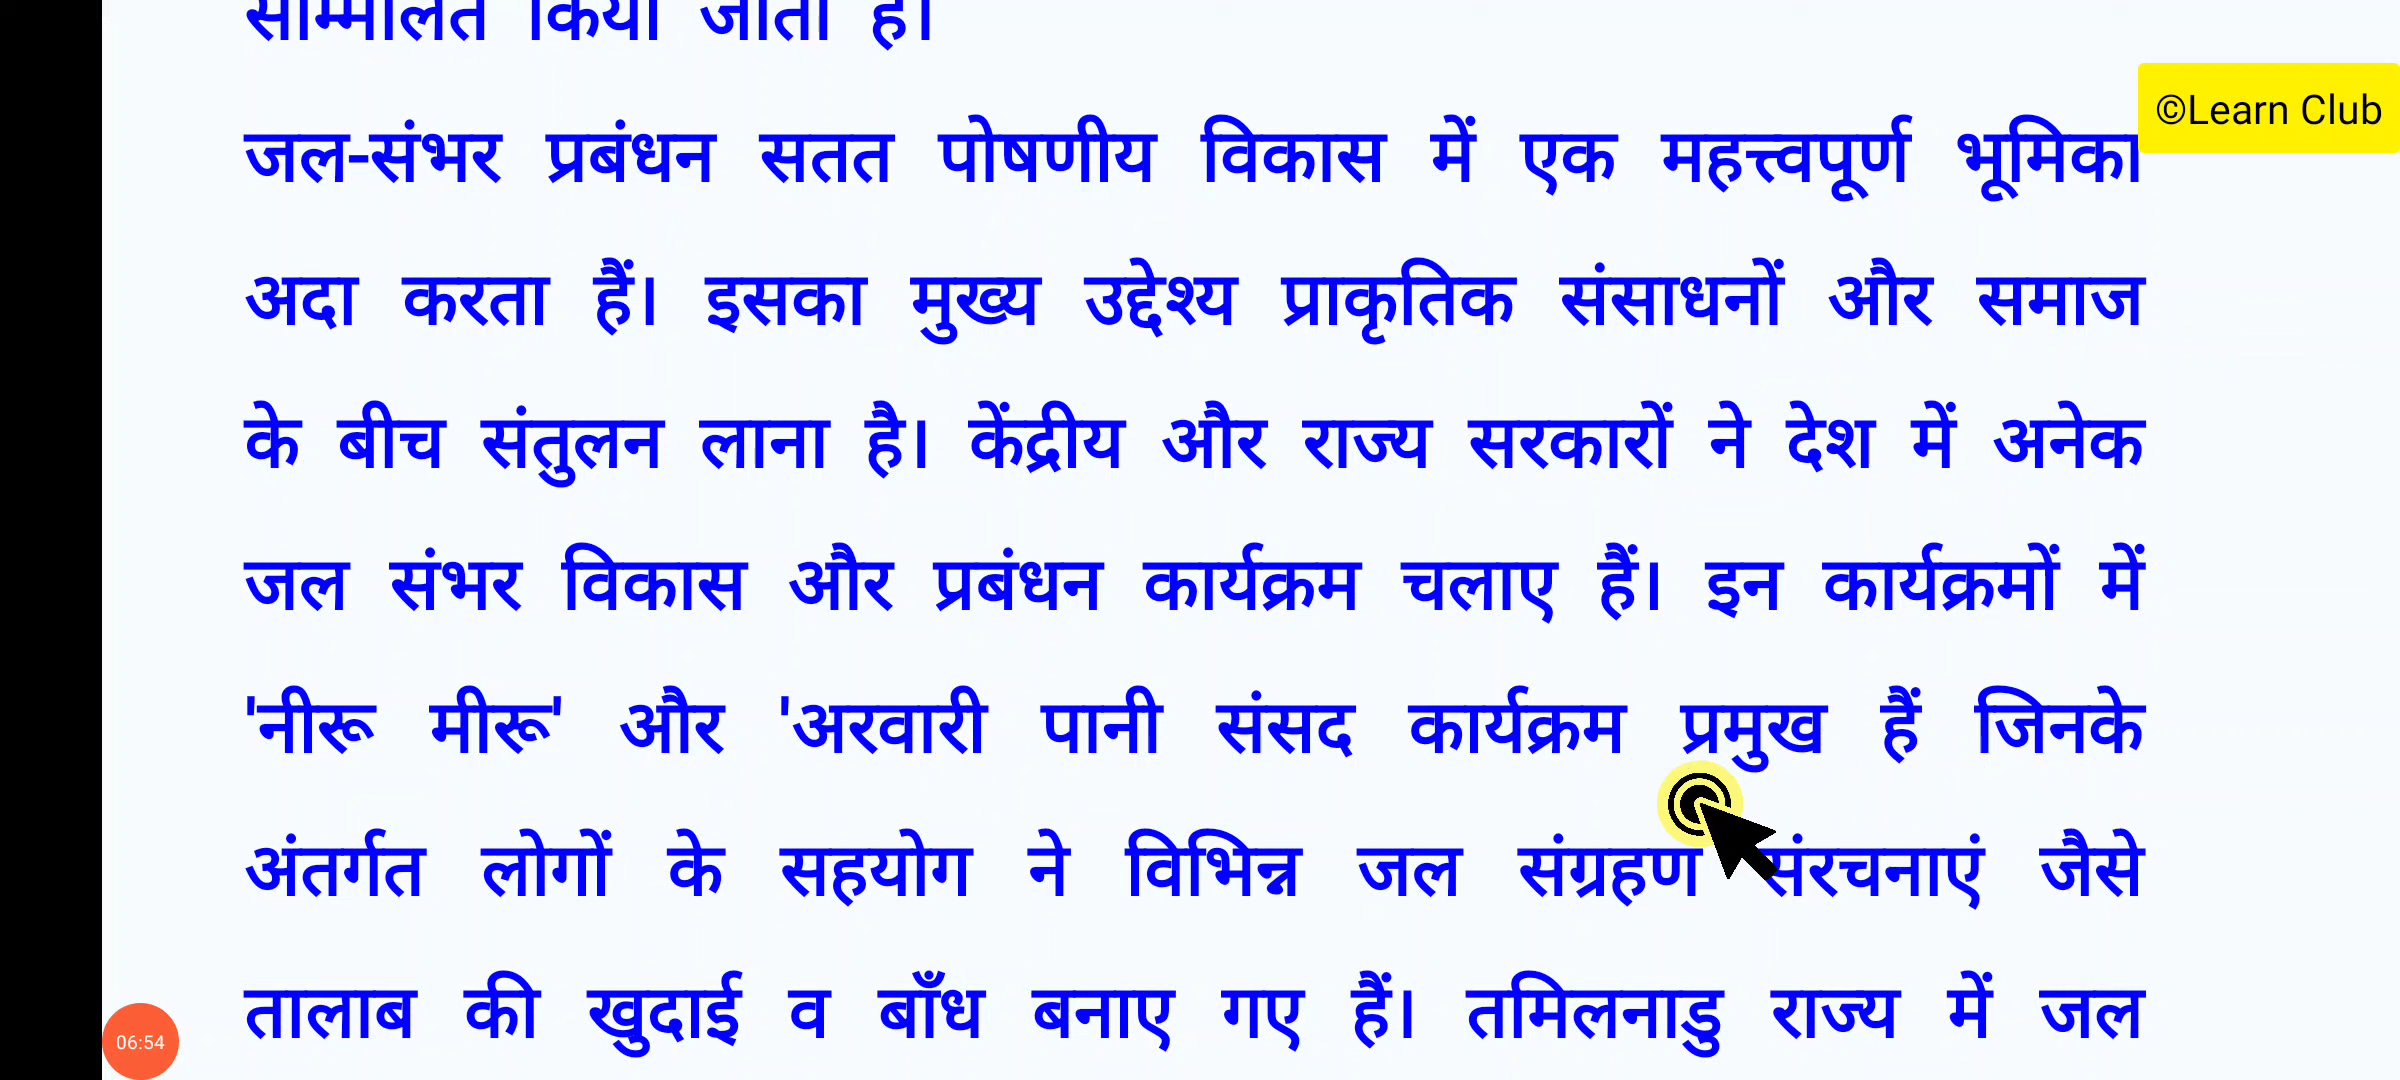 सम्मिलित किया जाता है।
©Learn Club
जल-संभर प्रबंधन सतत पोषणीय विकास में एक महत्त्वपूर्ण भूमिका
अदा करता हैं। इसका मुख्य उद्देश्य प्राकृतिक संसाधनों और समाज
के बीच संतुलन लाना है। केंद्रीय और राज्य सरकारों ने देश में अनेक
जल संभर विकास और प्रबंधन कार्यक्रम चलाए हैं। इन कार्यक्रमों में
'नीरू मीरू' और 'अरवारी पानी संसद कार्यक्रम प्रमुख हैं जिनके
अंतर्गत लोगों के सहयोग ने विभिन्न जल संग्रहण संरचनाएं जैसे
तालाब की खुदाई व बाँध बनाए गए हैं। तमिलनाडु राज्य में जल
06:54